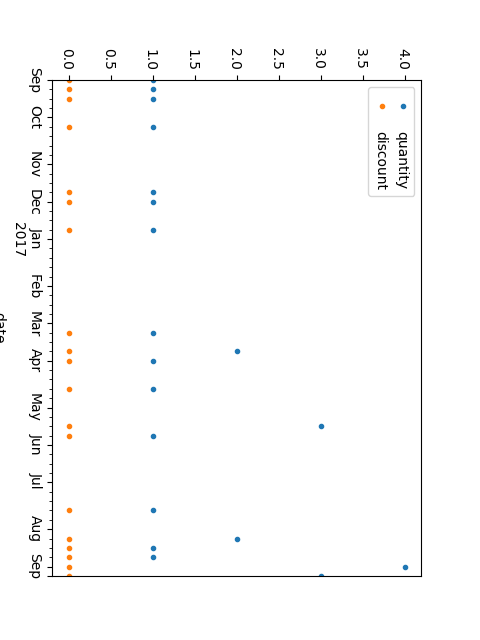 quantity
discount
4.0
3.5
3.0
2.5
2.0
1.5
1.0
0.5
0.0
Sep
Oct
Nov
Dec
Jan
2017
Feb
Mar
Apr
May
Jun
Jul
Aug
Sep
date